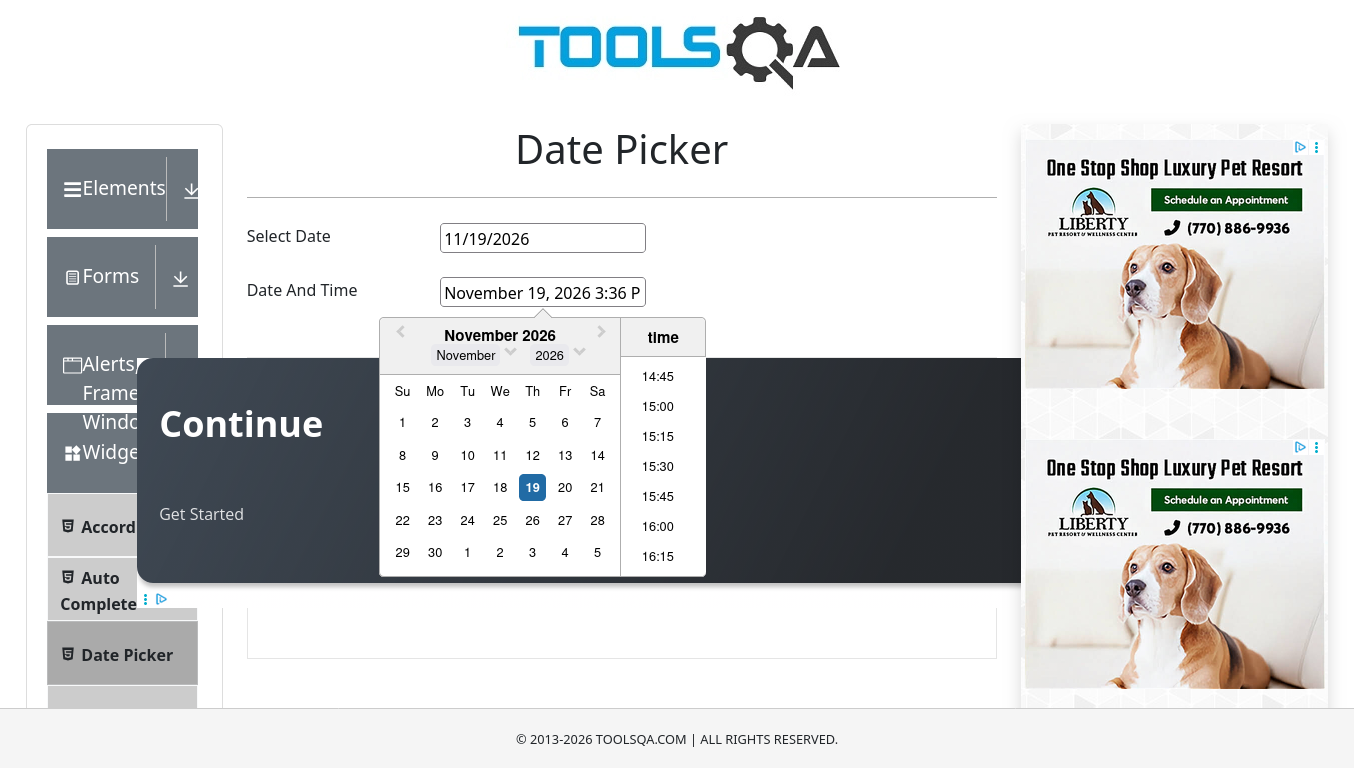 TOOLSQA
Elements
Forms
Alerts
Frame
Windo
Widge
Accord
Auto
Complete
Date Picker
Date Picker
Select Date
11/19/2026
Date And Time
November 19, 2026 3:36 P
November 2026
November
2026
Su Mo Tu We Th Fr Sa
1 2 3 4 5 6 7
8 9 10 11 12 13 14
15 16 17 18 19 20 21
22 23 24 25 26 27 28
29 30 1 2 3 4 5
time
14:45
15:00
15:15
15:30
15:45
16:00
16:15
Continue
Get Started
One Stop Shop Luxury Pet Resort
LIBERTY
PET RESORT & WELLNESS CENTER
Schedule an Appointment
(770) 886-9936
One Stop Shop Luxury Pet Resort
LIBERTY
PET RESORT & WELLNESS CENTER
Schedule an Appointment
(770) 886-9936
© 2013-2026 TOOLSQA.COM | ALL RIGHTS RESERVED.